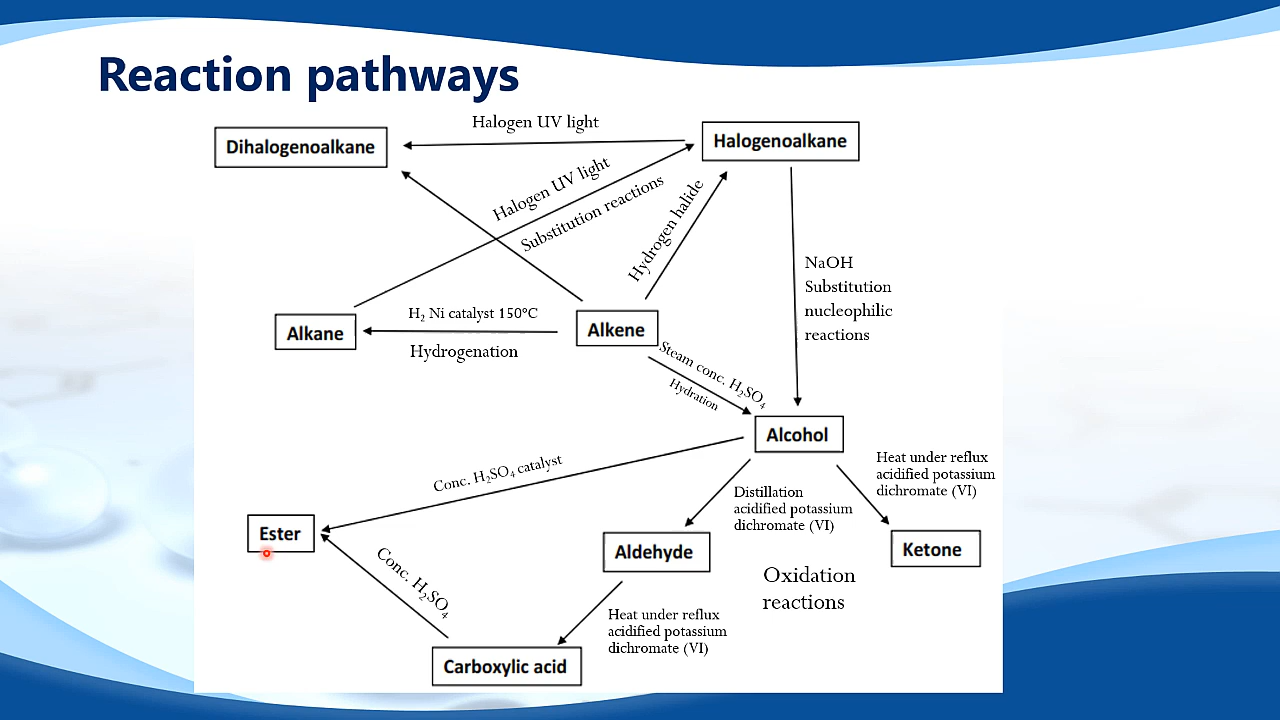 Reaction pathways
Halogen UV light
Dihalogenoalkane
Halogenoalkane
Halogen UV light
Substitution reactions
Hydrogen halide
NaOH
Substitution
nucleophilic
reactions
H₂ Ni catalyst 150°C
Alkane
Alkene
Hydrogenation
Steam conc. H₂SO₄
Hydration
Alcohol
Conc. H₂SO₄ catalyst
Heat under reflux
acidified potassium
dichromate (VI)
Distillation
acidified potassium
dichromate (VI)
Ester
Aldehyde
Ketone
Conc. H₂SO₄
Oxidation
reactions
Heat under reflux
acidified potassium
dichromate (VI)
Carboxylic acid